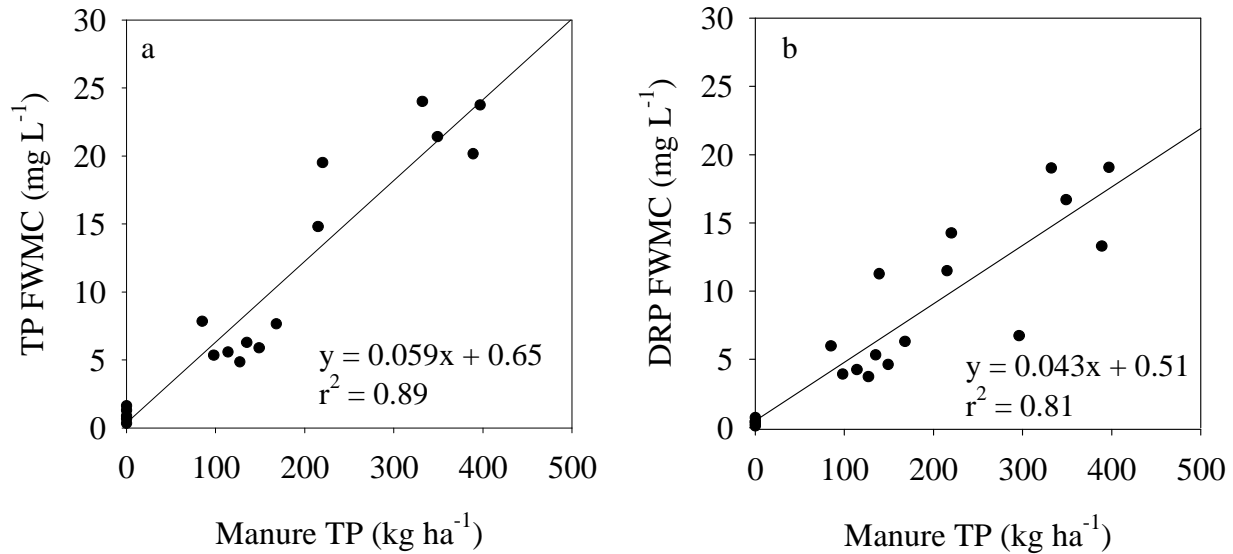 a
TP FWMC (mg L⁻¹)
30
25
20
15
10
5
0
y = 0.059x + 0.65
r² = 0.89
0 100 200 300 400 500
Manure TP (kg ha⁻¹)
b
DRP FWMC (mg L⁻¹)
30
25
20
15
10
5
0
y = 0.043x + 0.51
r² = 0.81
0 100 200 300 400 500
Manure TP (kg ha⁻¹)